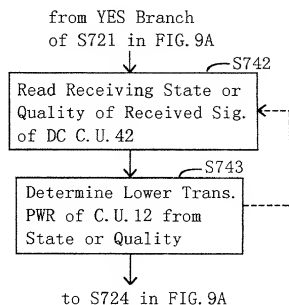 from YES Branch
of S721 in FIG. 9A
S742
Read Receiving State or
Quality of Received Sig.
of DC C.U.42
S743
Determine Lower Trans.
PWR of C.U.12 from
State or Quality
to S724 in FIG. 9A